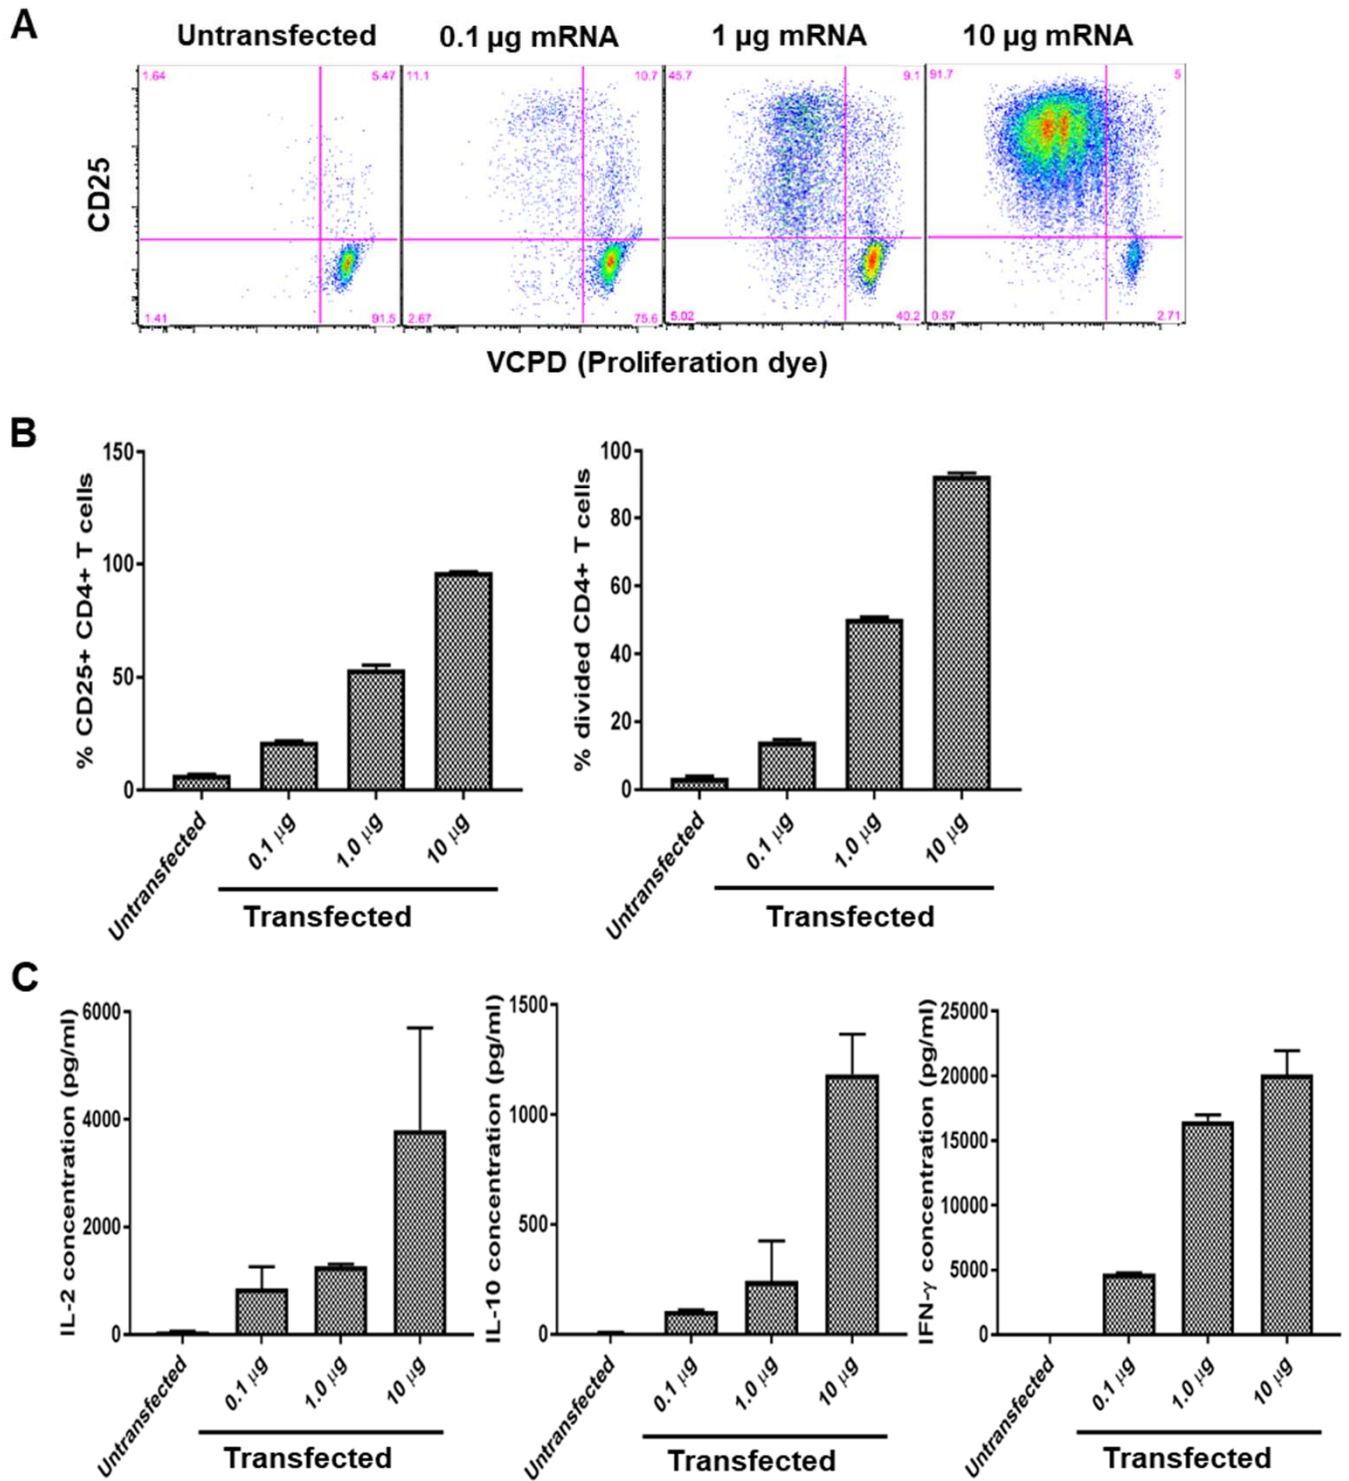 A
Untransfected 0.1 µg mRNA 1 µg mRNA 10 µg mRNA
1.64 5.47 11.1 10.7 45.7 9.1 91.7 5
CD25
1.41 91.5 2.67 75.6 5.02 40.2 0.57 2.71
VCPD (Proliferation dye)
B
% CD25+ CD4+ T cells
150
100
50
0
Untransfected 0.1 µg 1.0 µg 10 µg
Transfected
% divided CD4+ T cells
100
80
60
40
20
0
Untransfected 0.1 µg 1.0 µg 10 µg
Transfected
C
IL-2 concentration (pg/ml)
6000
4000
2000
0
Untransfected 0.1 µg 1.0 µg 10 µg
Transfected
IL-10 concentration (pg/ml)
1500
1000
500
0
Untransfected 0.1 µg 1.0 µg 10 µg
Transfected
IFN-γ concentration (pg/ml)
25000
20000
15000
10000
5000
0
Untransfected 0.1 µg 1.0 µg 10 µg
Transfected